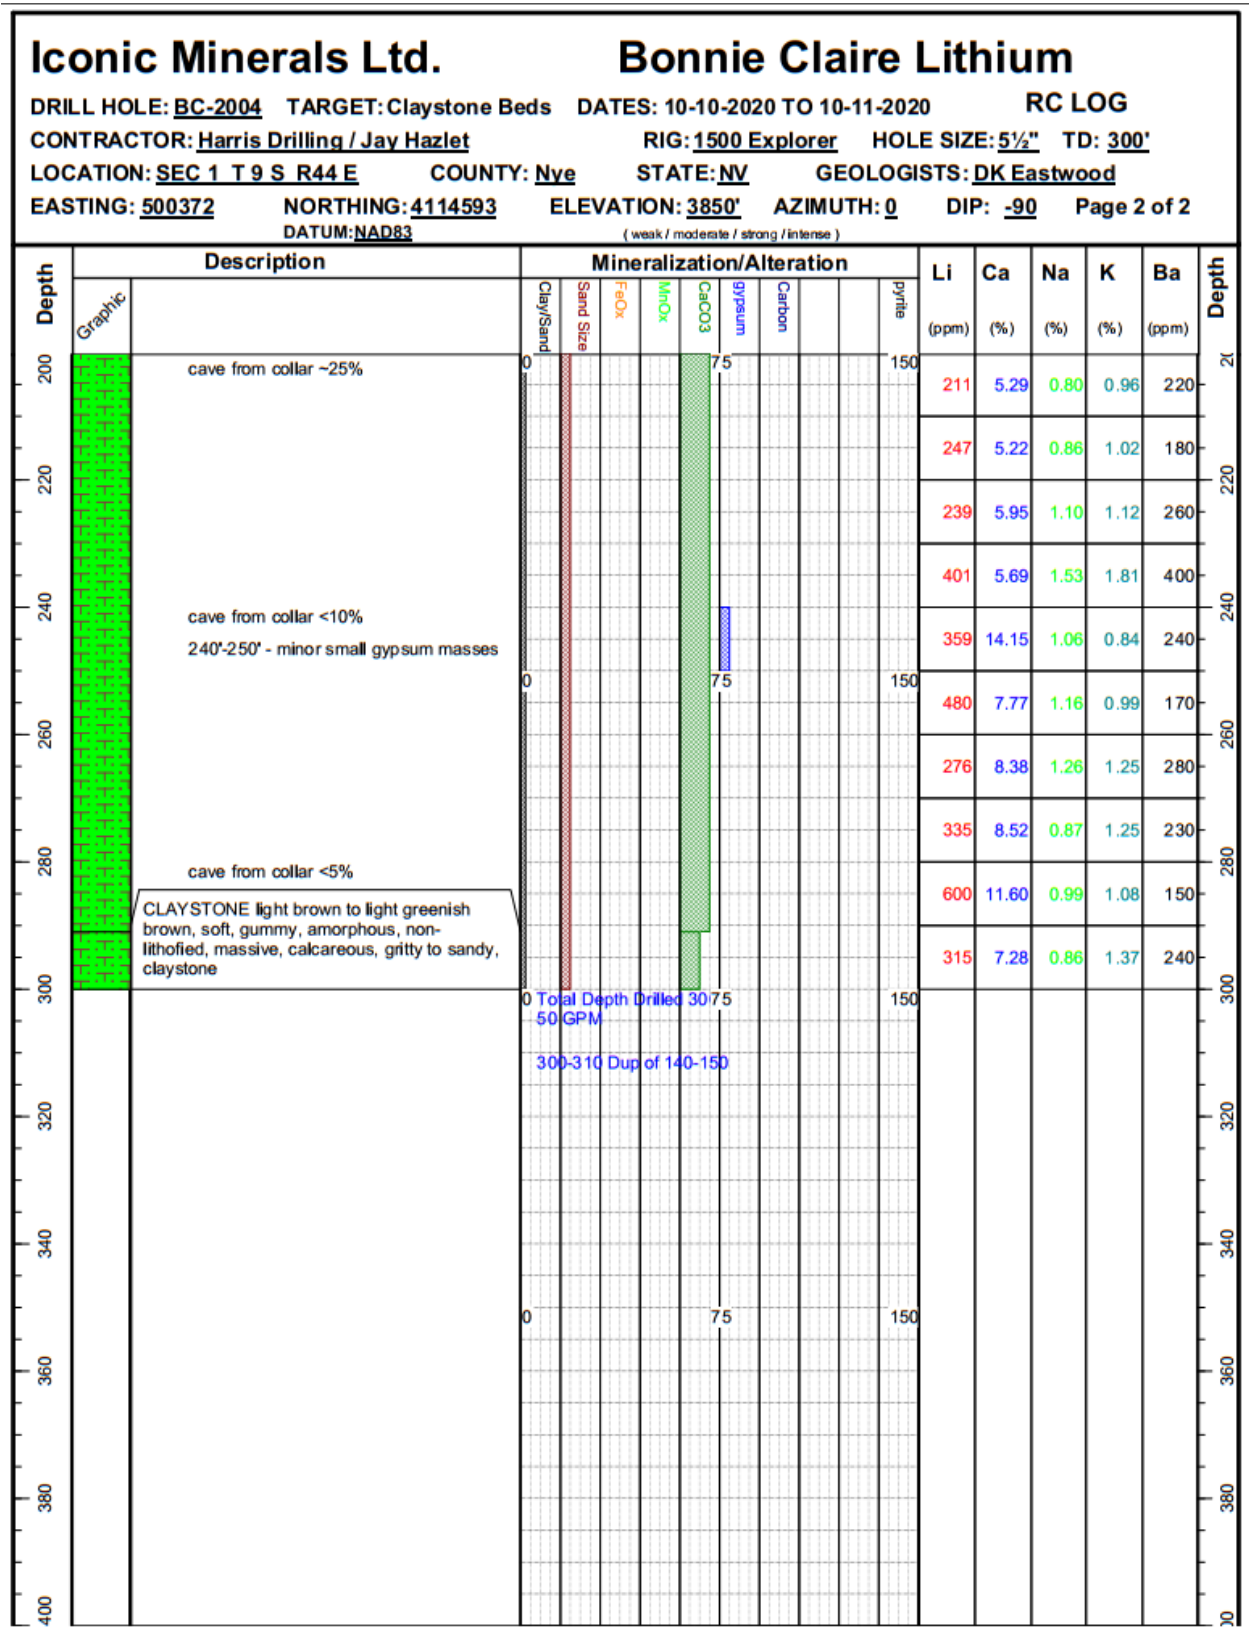 Iconic Minerals Ltd. Bonnie Claire Lithium
DRILL HOLE: BC-2004 TARGET: Claystone Beds DATES: 10-10-2020 TO 10-11-2020 RC LOG
CONTRACTOR: Harris Drilling / Jay Hazlet RIG: 1500 Explorer HOLE SIZE: 5½" TD: 300'
LOCATION: SEC 1 T 9 S R44 E COUNTY: Nye STATE: NV GEOLOGISTS: DK Eastwood
EASTING: 500372 NORTHING: 4114593 ELEVATION: 3850' AZIMUTH: 0 DIP: -90 Page 2 of 2
DATUM: NAD83 ( weak / moderate / strong / intense )
Depth Description Mineralization/Alteration Li Ca Na K Ba Depth
Graphic Clay/Sand Sand Size FeOx MnOx CaCO3 gypsum Carbon pyrite (ppm) (%) (%) (%) (ppm)
200 cave from collar ~25% 0 75 150 20
211 5.29 0.80 0.96 220
247 5.22 0.86 1.02 180
220 220
239 5.95 1.10 1.12 260
401 5.69 1.53 1.81 400
240 cave from collar <10% 240
240'-250' - minor small gypsum masses 359 14.15 1.06 0.84 240
0 75 150
480 7.77 1.16 0.99 170
260 260
276 8.38 1.26 1.25 280
335 8.52 0.87 1.25 230
280 cave from collar <5% 280
600 11.60 0.99 1.08 150
CLAYSTONE light brown to light greenish
brown, soft, gummy, amorphous, non-
lithofied, massive, calcareous, gritty to sandy,
claystone
315 7.28 0.86 1.37 240
300 0 Total Depth Drilled 30 75 150 300
50 GPM
300-310 Dup of 140-150
320 320
340 340
0 75 150
360 360
380 380
400 00